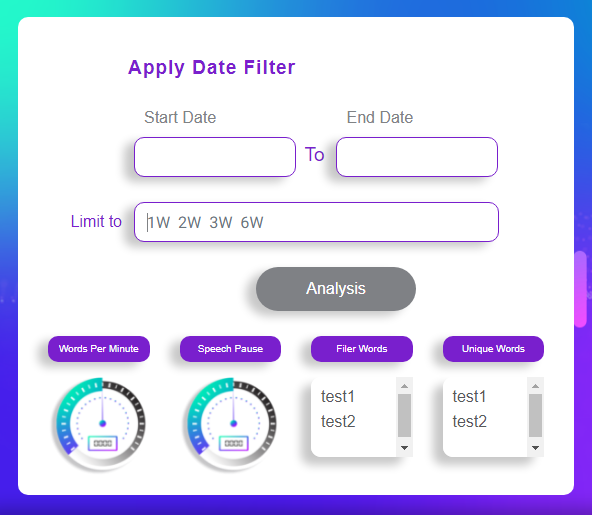 Apply Date Filter
Start Date End Date
To
Limit to 1W 2W 3W 6W
Analysis
Words Per Minute Speech Pause Filer Words Unique Words
test1 test1
test2 test2